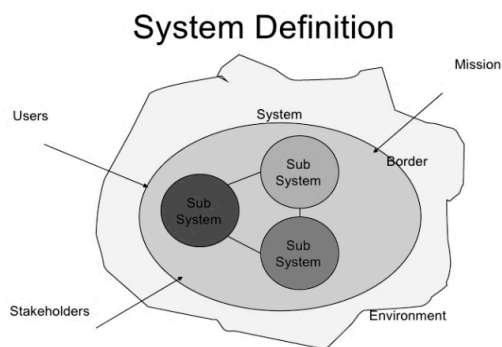 System Definition
Mission
Users
System
Border
Sub
System
Sub
System
Sub
System
Stakeholders
Environment